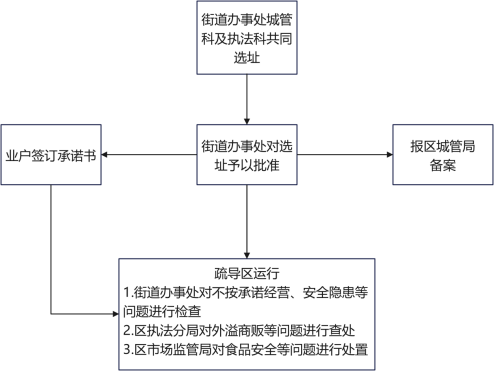 街道办事处城管
科及执法科共同
选址
业户签订承诺书
街道办事处对选
址予以批准
报区城管局
备案
疏导区运行
1.街道办事处对不按承诺经营、安全隐患等
问题进行检查
2.区执法分局对外溢商贩等问题进行查处
3.区市场监管局对食品安全等问题进行处置